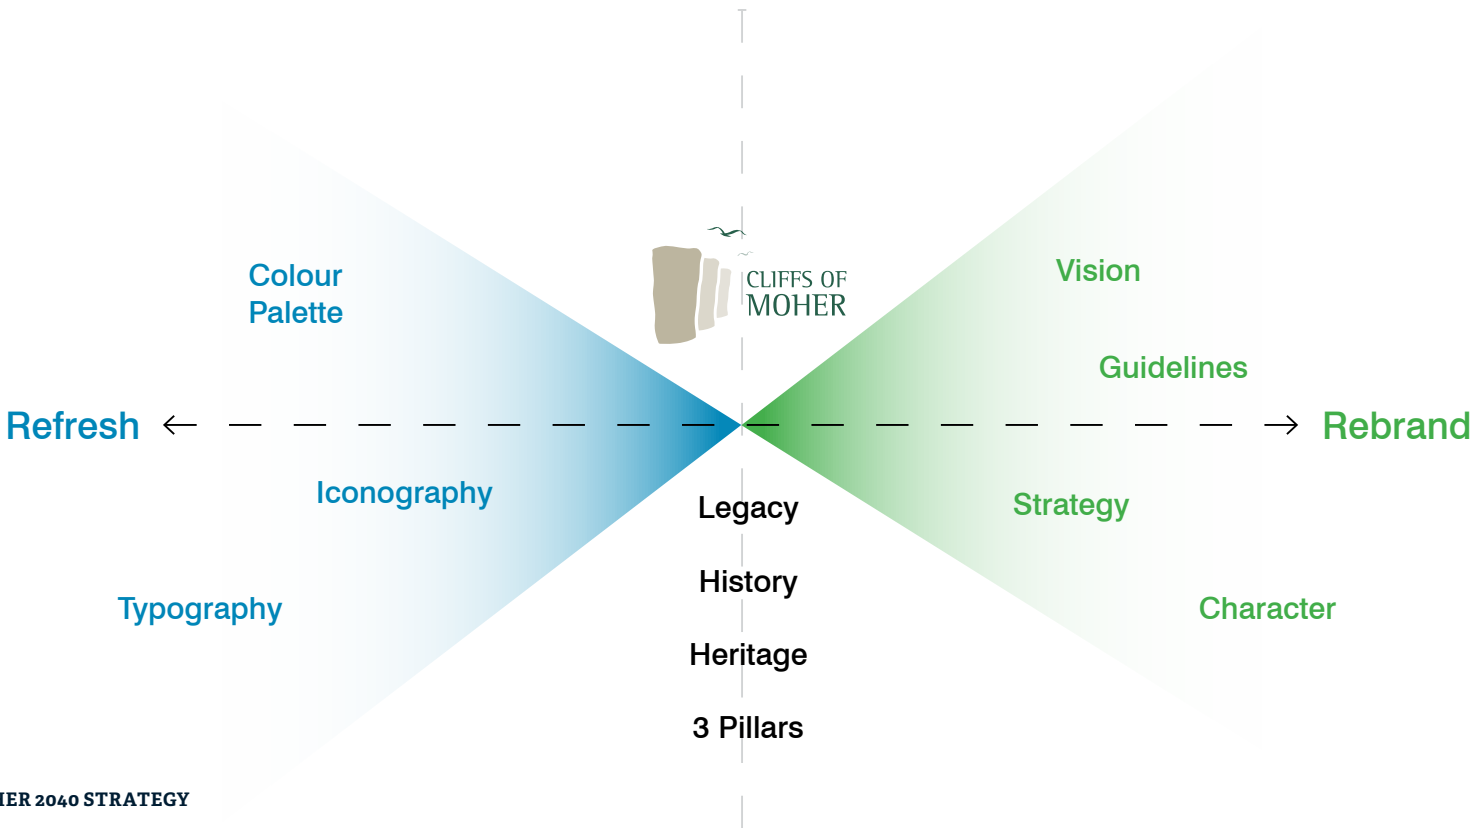 CLIFFS OF
MOHER
Colour
Palette
Vision
Guidelines
Refresh
Rebrand
Iconography
Legacy
Strategy
History
Typography
Character
Heritage
3 Pillars
2040 STRATEGY